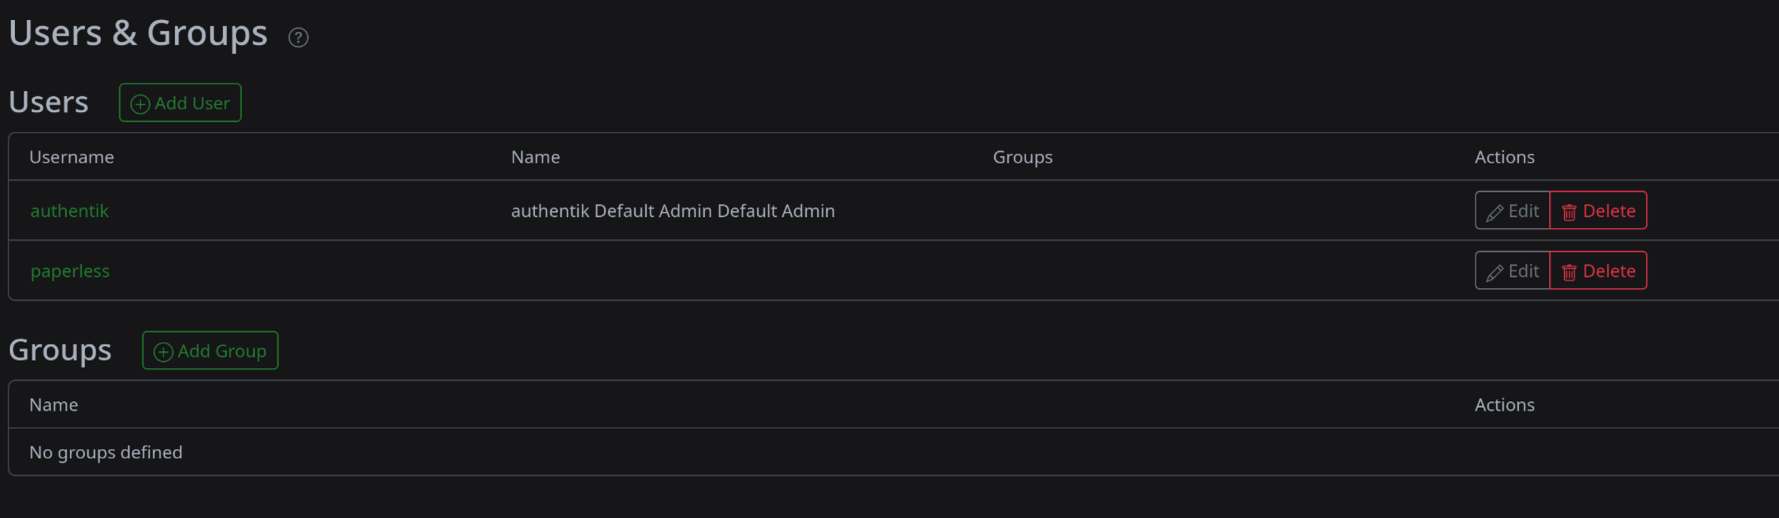 Users & Groups
Users Add User
Username Name Groups Actions
authentik authentik Default Admin Default Admin Edit Delete
paperless Edit Delete
Groups Add Group
Name Actions
No groups defined